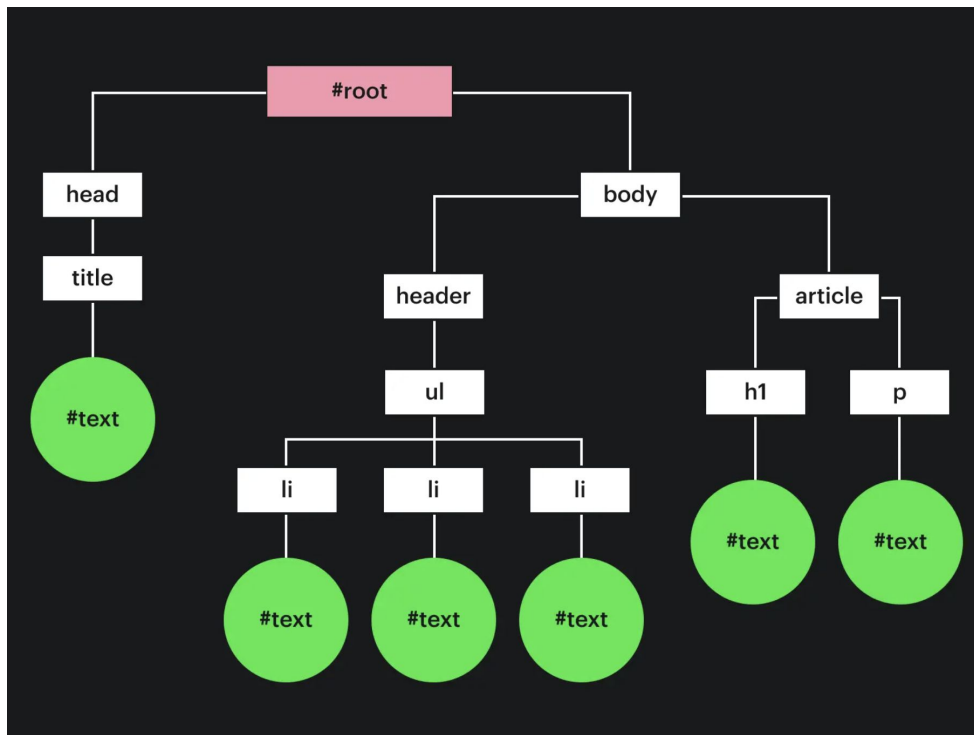 #root
head
body
title
header
article
ul
h1
p
#text
li
li
li
#text
#text
#text
#text
#text